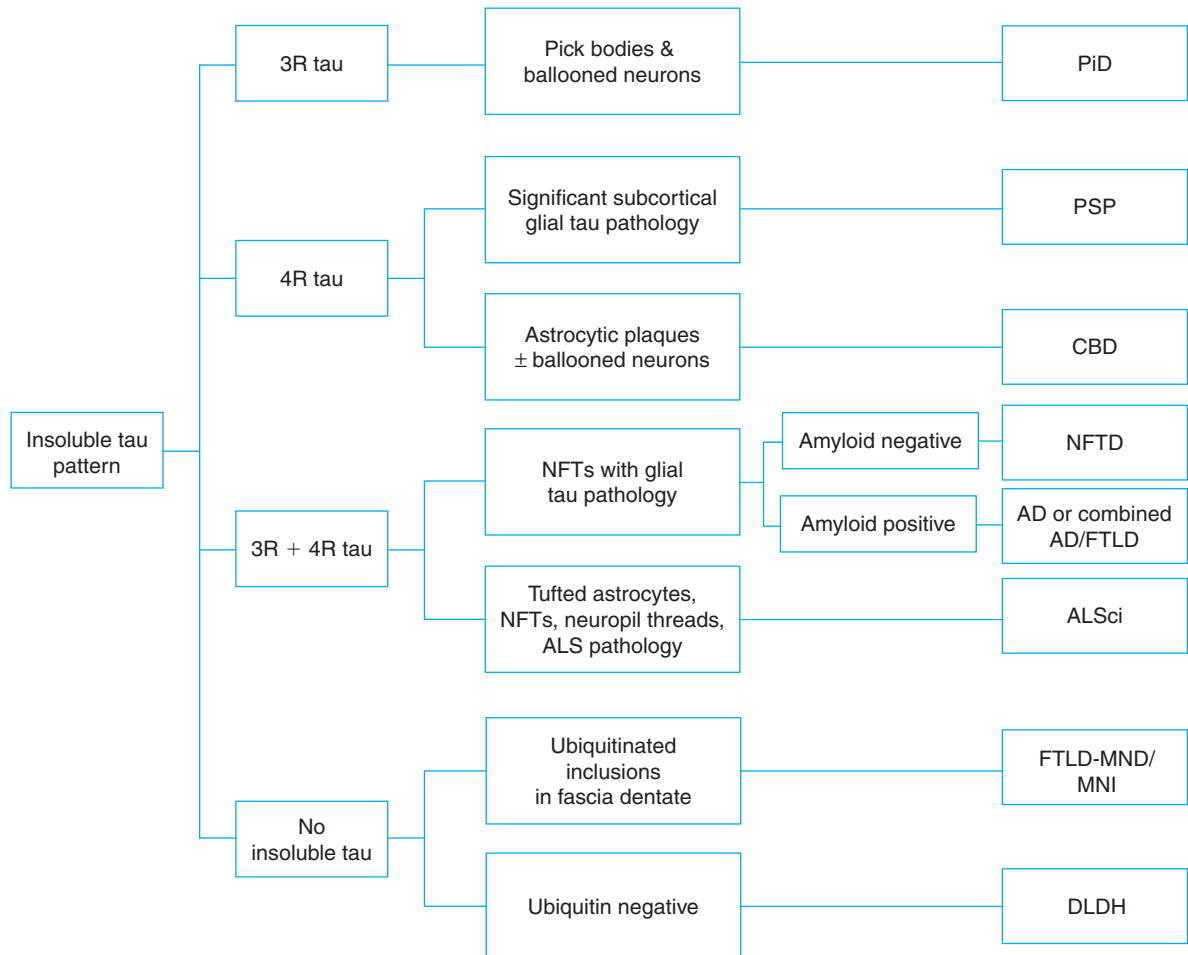 3R tau
Pick bodies &
ballooned neurons
PiD
Significant subcortical
glial tau pathology
PSP
4R tau
Astrocytic plaques
± ballooned neurons
CBD
Insoluble tau
pattern
NFTs with glial
tau pathology
Amyloid negative
NFTD
Amyloid positive
AD or combined
AD/FTLD
3R + 4R tau
Tufted astrocytes,
NFTs, neuropil threads,
ALS pathology
ALSci
Ubiquitinated
inclusions
in fascia dentate
FTLD-MND/
MNI
No
insoluble tau
Ubiquitin negative
DLDH